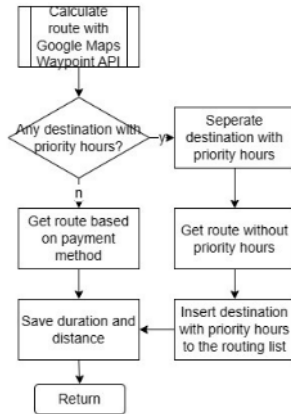 Calculate
route with
Google Maps
Waypoint API
Any destination with
priority hours?
y
Seperate
destination with
priority hours
n
Get route based
on payment
method
Get route without
priority hours
Save duration and
distance
Insert destination
with priority hours
to the routing list
Return